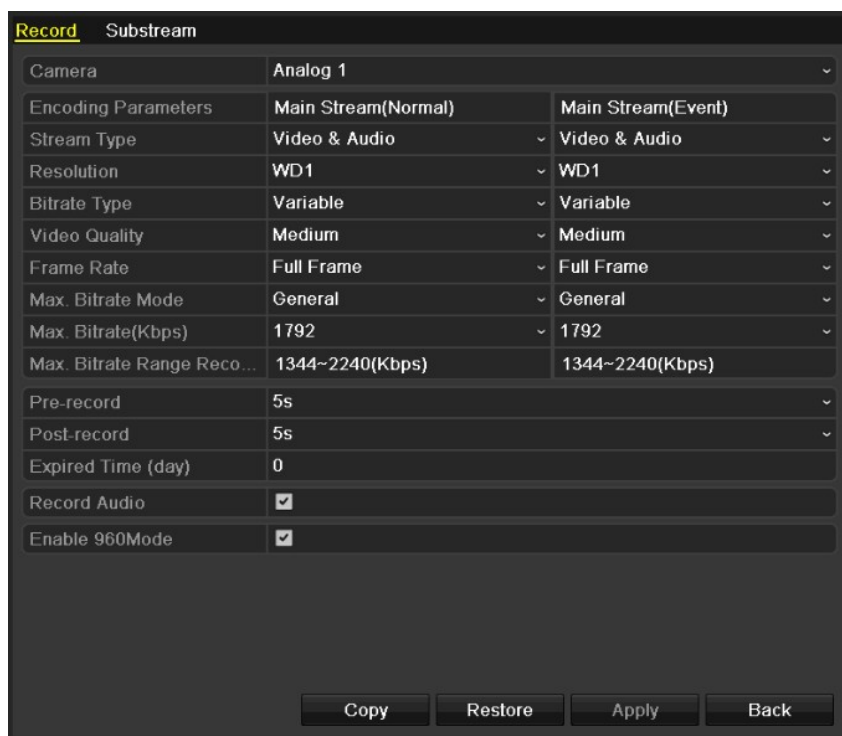 Record Substream
Camera Analog 1
Encoding Parameters Main Stream(Normal) Main Stream(Event)
Stream Type Video & Audio Video & Audio
Resolution WD1 WD1
Bitrate Type Variable Variable
Video Quality Medium Medium
Frame Rate Full Frame Full Frame
Max. Bitrate Mode General General
Max. Bitrate(Kbps) 1792 1792
Max. Bitrate Range Reco... 1344~2240(Kbps) 1344~2240(Kbps)
Pre-record 5s
Post-record 5s
Expired Time (day) 0
Record Audio
Enable 960Mode
Copy Restore Apply Back